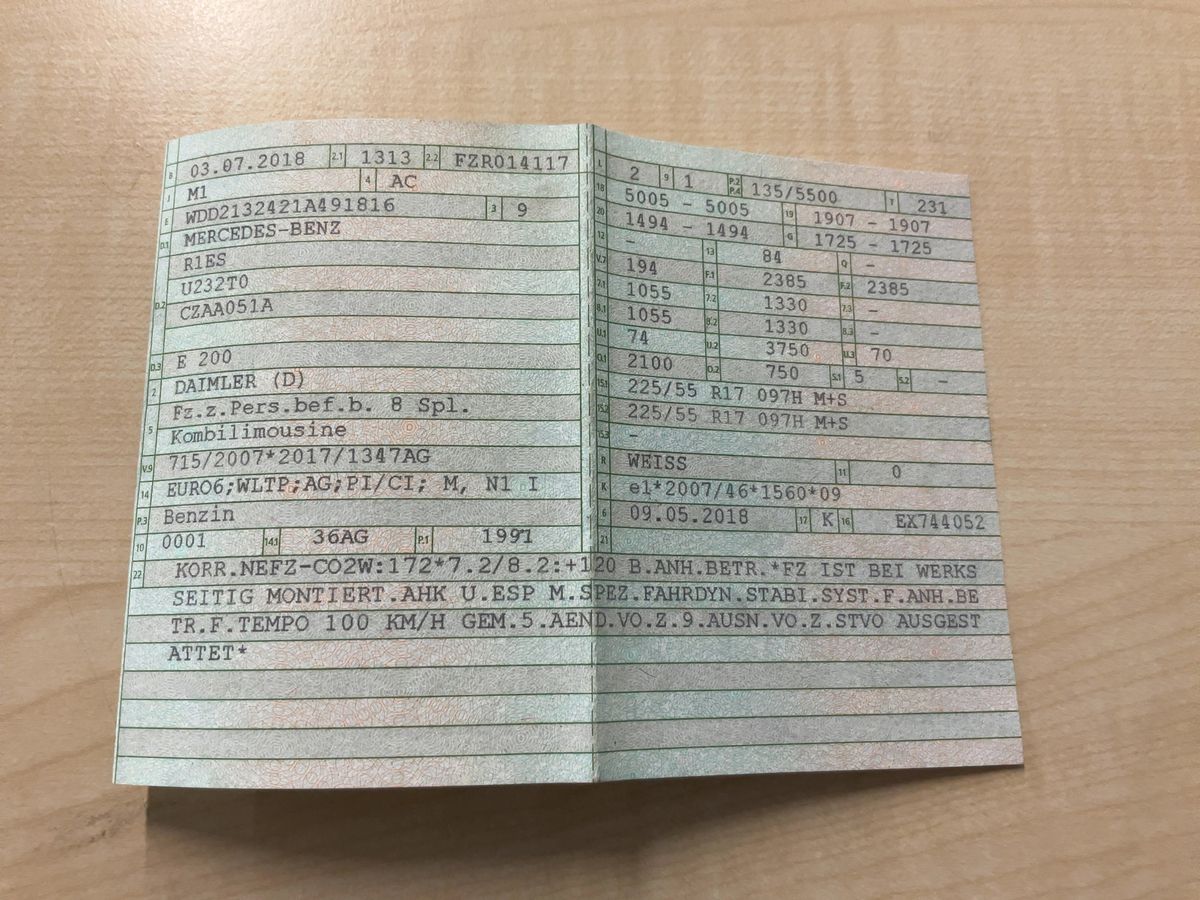 B 03.07.2018 2.1 1313 2.2 FZR014117
J M1 4 AC
E WDD2132421A491816 3 9
D.1 MERCEDES-BENZ
R1ES
U232T0
D.2 CZAA051A
D.3 E 200
2 DAIMLER (D)
Fz.z.Pers.bef.b. 8 Spl.
5 Kombilimousine
V.9 715/2007*2017/1347AG
14 EURO6;WLTP;AG;PI/CI; M, N1 I
P.3 Benzin
10 0001 14.1 36AG P.1 1991
L 2 9 1 P.2 P.4 135/5500 T 231
18 5005 - 5005 19 1907 - 1907
20 1494 - 1494 G 1725 - 1725
12 - 13 84 Q -
V.7 194 F.1 2385 F.2 2385
7.1 1055 7.2 1330 7.3 -
8.1 1055 8.2 1330 8.3 -
U.1 74 U.2 3750 U.3 70
O.1 2100 O.2 750 S.1 5 S.2 -
15.1 225/55 R17 097H M+S
15.2 225/55 R17 097H M+S
15.3 -
R WEISS 11 0
K e1*2007/46*1560*09
6 09.05.2018 17 K 16 EX744052
21
22 KORR.NEFZ-CO2W:172*7.2/8.2:+120 B.ANH.BETR.*FZ IST BEI WERKS
SEITIG MONTIERT.AHK U.ESP M.SPEZ.FAHRDYN.STABI.SYST.F.ANH.BE
TR.F.TEMPO 100 KM/H GEM.5.AEND.VO.Z.9.AUSN.VO.Z.STVO AUSGEST
ATTET*